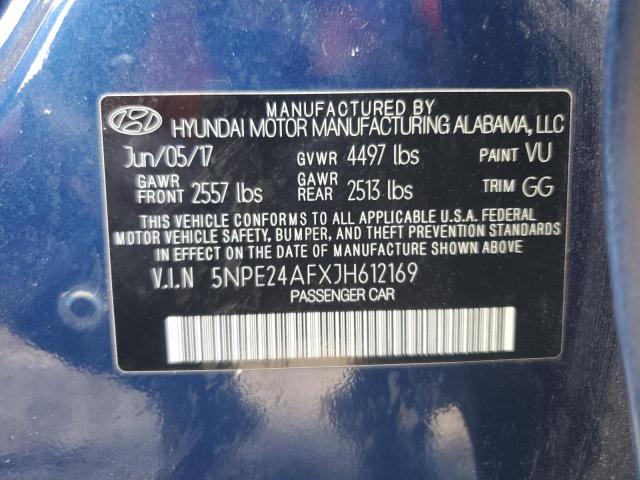 MANUFACTURED BY
HYUNDAI MOTOR MANUFACTURING ALABAMA, LLC
Jun/05/17 GVWR 4497 lbs PAINT VU
GAWR FRONT 2557 lbs GAWR REAR 2513 lbs TRIM GG
THIS VEHICLE CONFORMS TO ALL APPLICABLE U.S.A. FEDERAL
MOTOR VEHICLE SAFETY, BUMPER, AND THEFT PREVENTION STANDARDS
IN EFFECT ON THE DATE OF MANUFACTURE SHOWN ABOVE.
V.I.N 5NPE24AFXJH612169
PASSENGER CAR